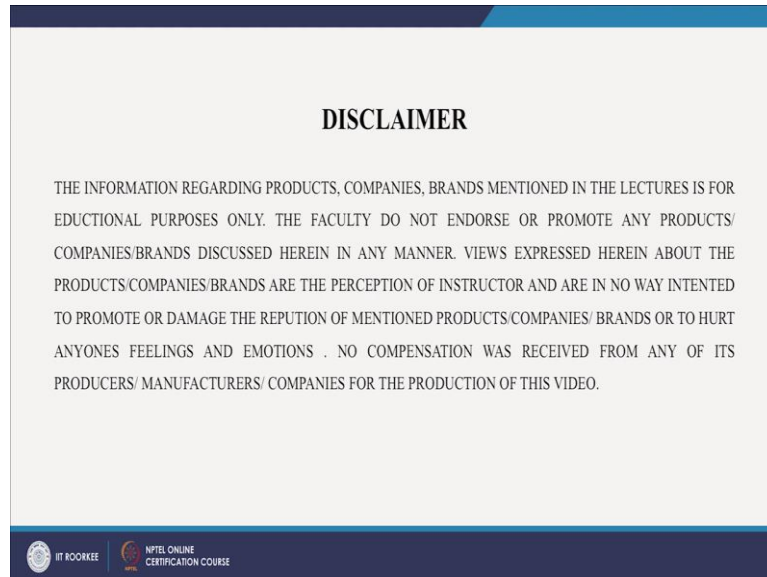 DISCLAIMER
THE INFORMATION REGARDING PRODUCTS, COMPANIES, BRANDS MENTIONED IN THE LECTURES IS FOR
EDUCTIONAL PURPOSES ONLY. THE FACULTY DO NOT ENDORSE OR PROMOTE ANY PRODUCTS/
COMPANIES/BRANDS DISCUSSED HEREIN IN ANY MANNER. VIEWS EXPRESSED HEREIN ABOUT THE
PRODUCTS/COMPANIES/BRANDS ARE THE PERCEPTION OF INSTRUCTOR AND ARE IN NO WAY INTENTED
TO PROMOTE OR DAMAGE THE REPUTION OF MENTIONED PRODUCTS/COMPANIES/ BRANDS OR TO HURT
ANYONES FEELINGS AND EMOTIONS . NO COMPENSATION WAS RECEIVED FROM ANY OF ITS
PRODUCERS/ MANUFACTURERS/ COMPANIES FOR THE PRODUCTION OF THIS VIDEO.
IIT ROORKEE
NPTEL
NPTEL ONLINE
CERTIFICATION COURSE